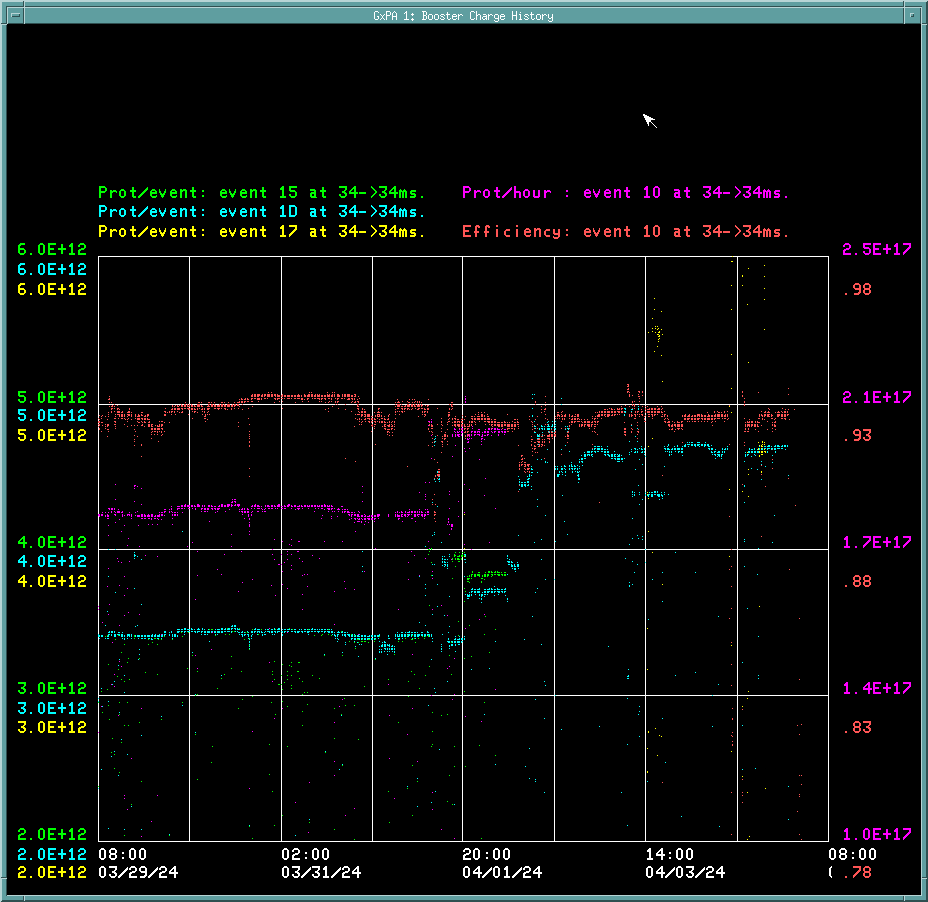 GxPA 1: Booster Charge History
Prot/event: event 15 at 34->34ms. Prot/hour : event 10 at 34->34ms.
Prot/event: event 1D at 34->34ms.
Prot/event: event 17 at 34->34ms. Efficiency: event 10 at 34->34ms.
6.0E+12 2.5E+17
6.0E+12
6.0E+12 .98
5.0E+12 2.1E+17
5.0E+12
5.0E+12 .93
4.0E+12 1.7E+17
4.0E+12
4.0E+12 .88
3.0E+12 1.4E+17
3.0E+12
3.0E+12 .83
2.0E+12 1.0E+17
2.0E+12 08:00 02:00 20:00 14:00 08:00
2.0E+12 03/29/24 03/31/24 04/01/24 04/03/24 .78